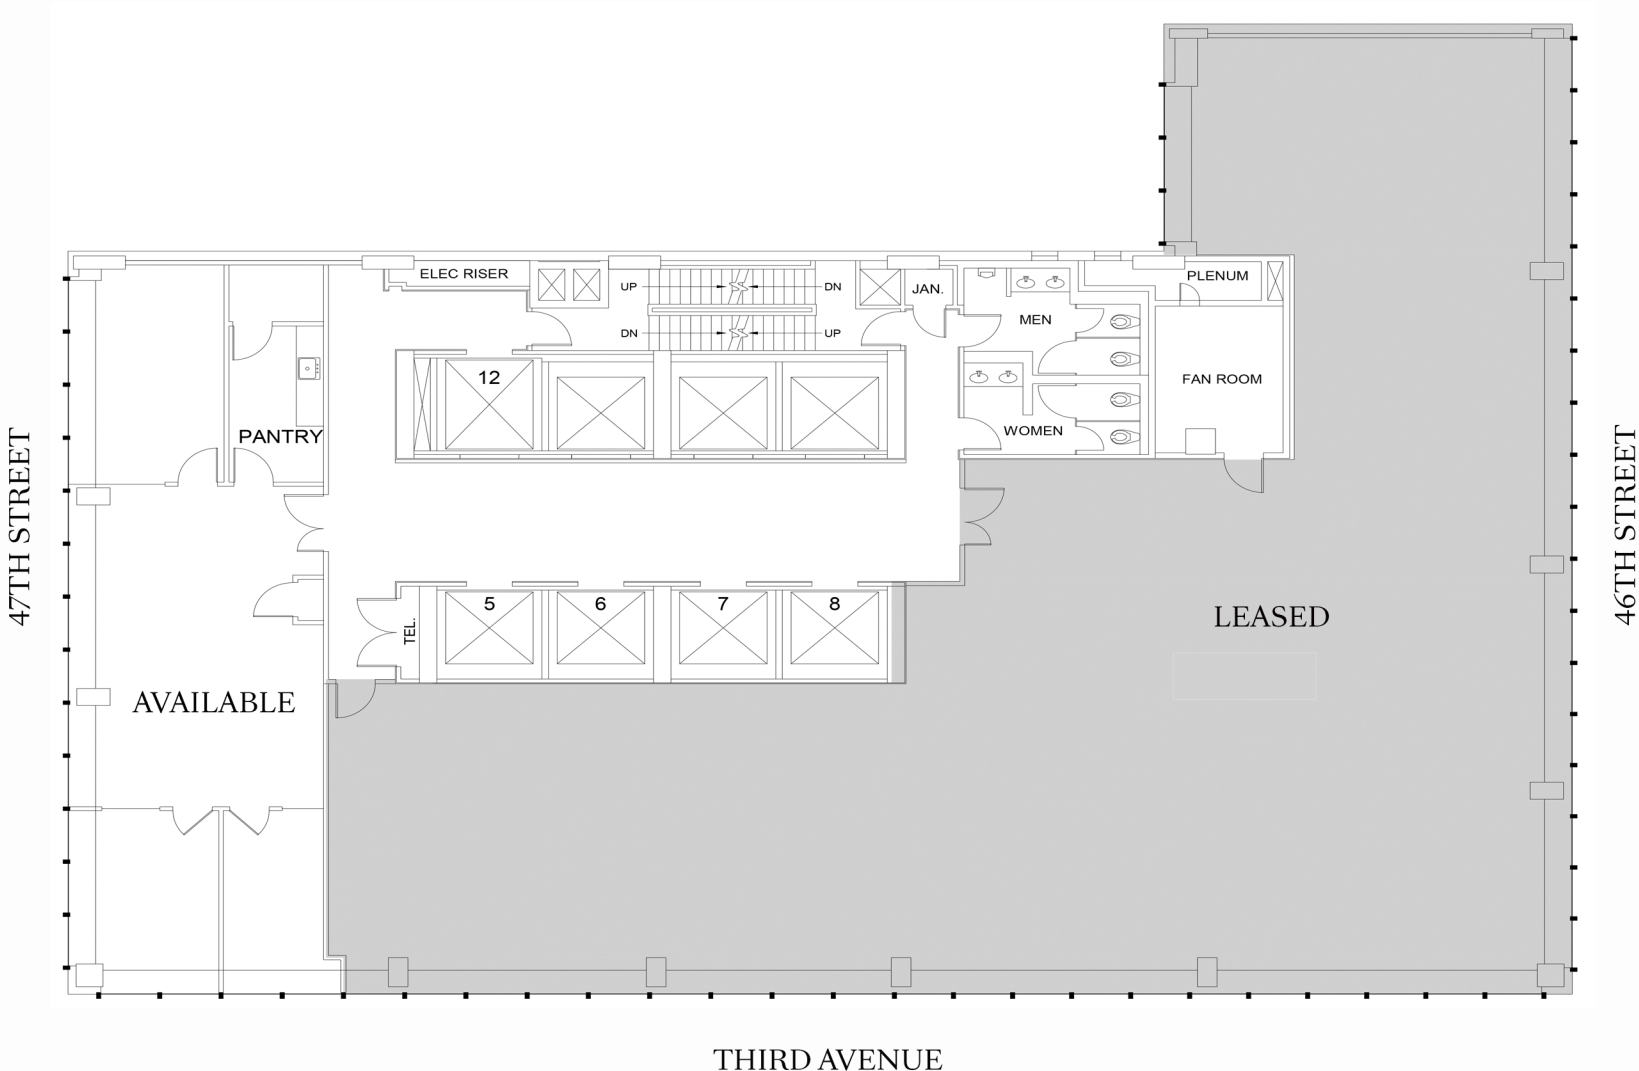 ELEC RISER
PLENUM
UP
DN
JAN.
MEN
DN
UP
12
FAN ROOM
PANTRY
WOMEN
47TH STREET
46TH STREET
5
6
7
8
TEL.
LEASED
AVAILABLE
THIRD AVENUE